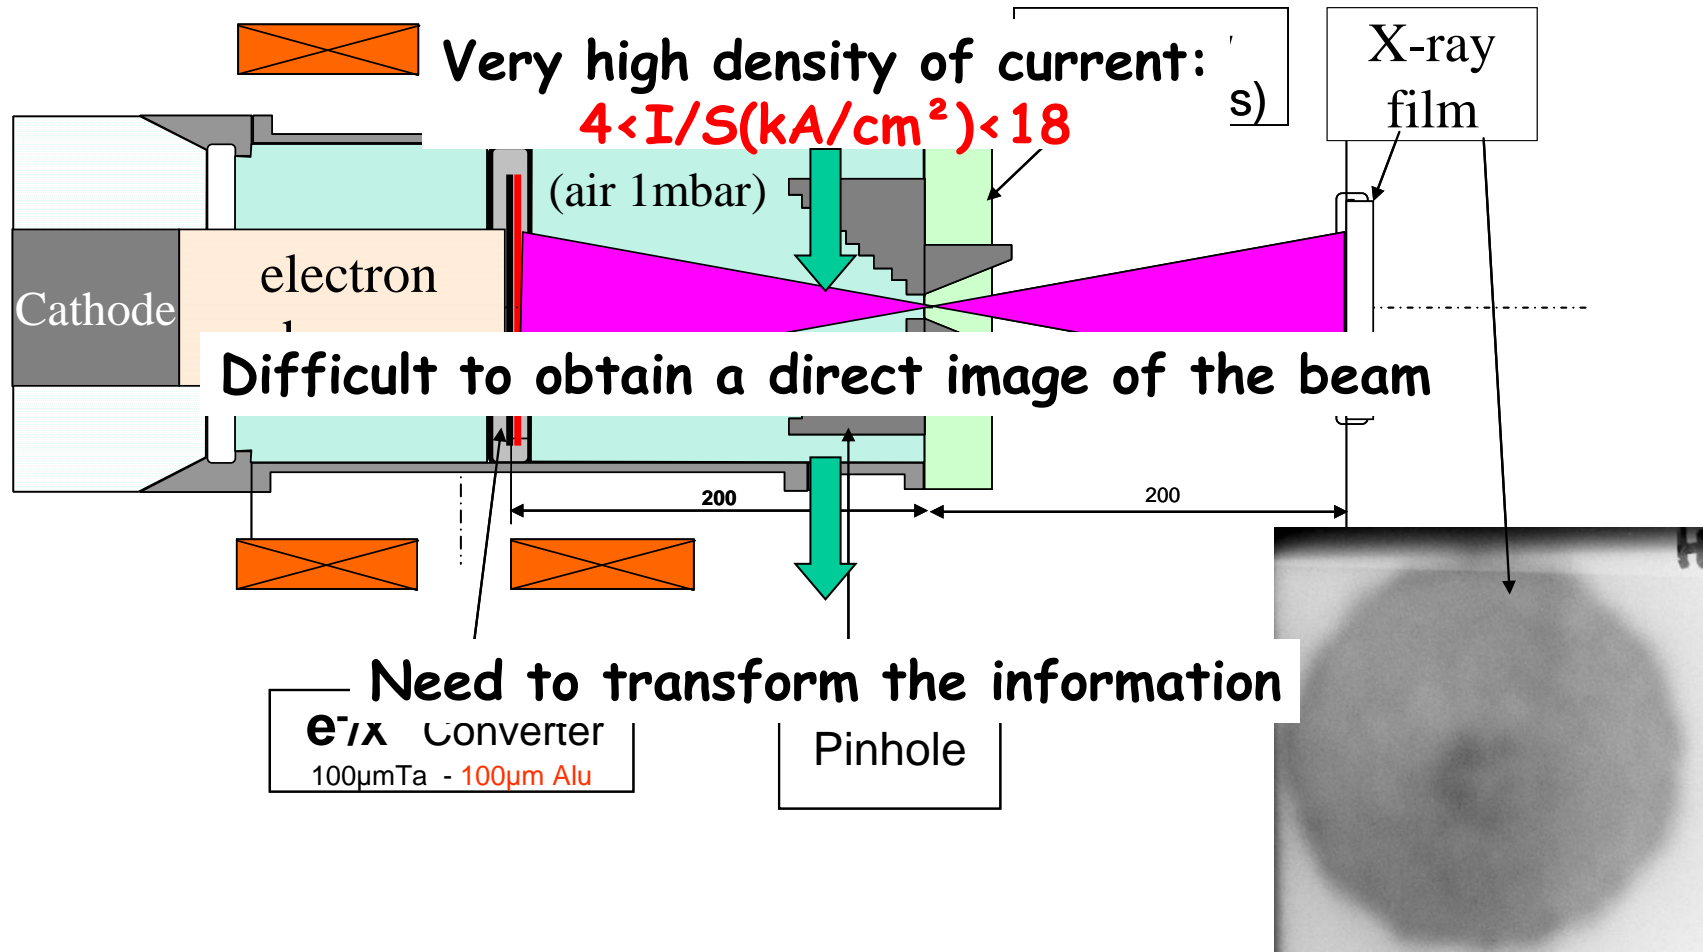 Very high density of current:
4<I/S(kA/cm²)<18
s)
X-ray
film
(air 1mbar)
electron
Cathode
Difficult to obtain a direct image of the beam
200
200
Need to transform the information
e-/x Converter
100µmTa - 100µm Alu
Pinhole